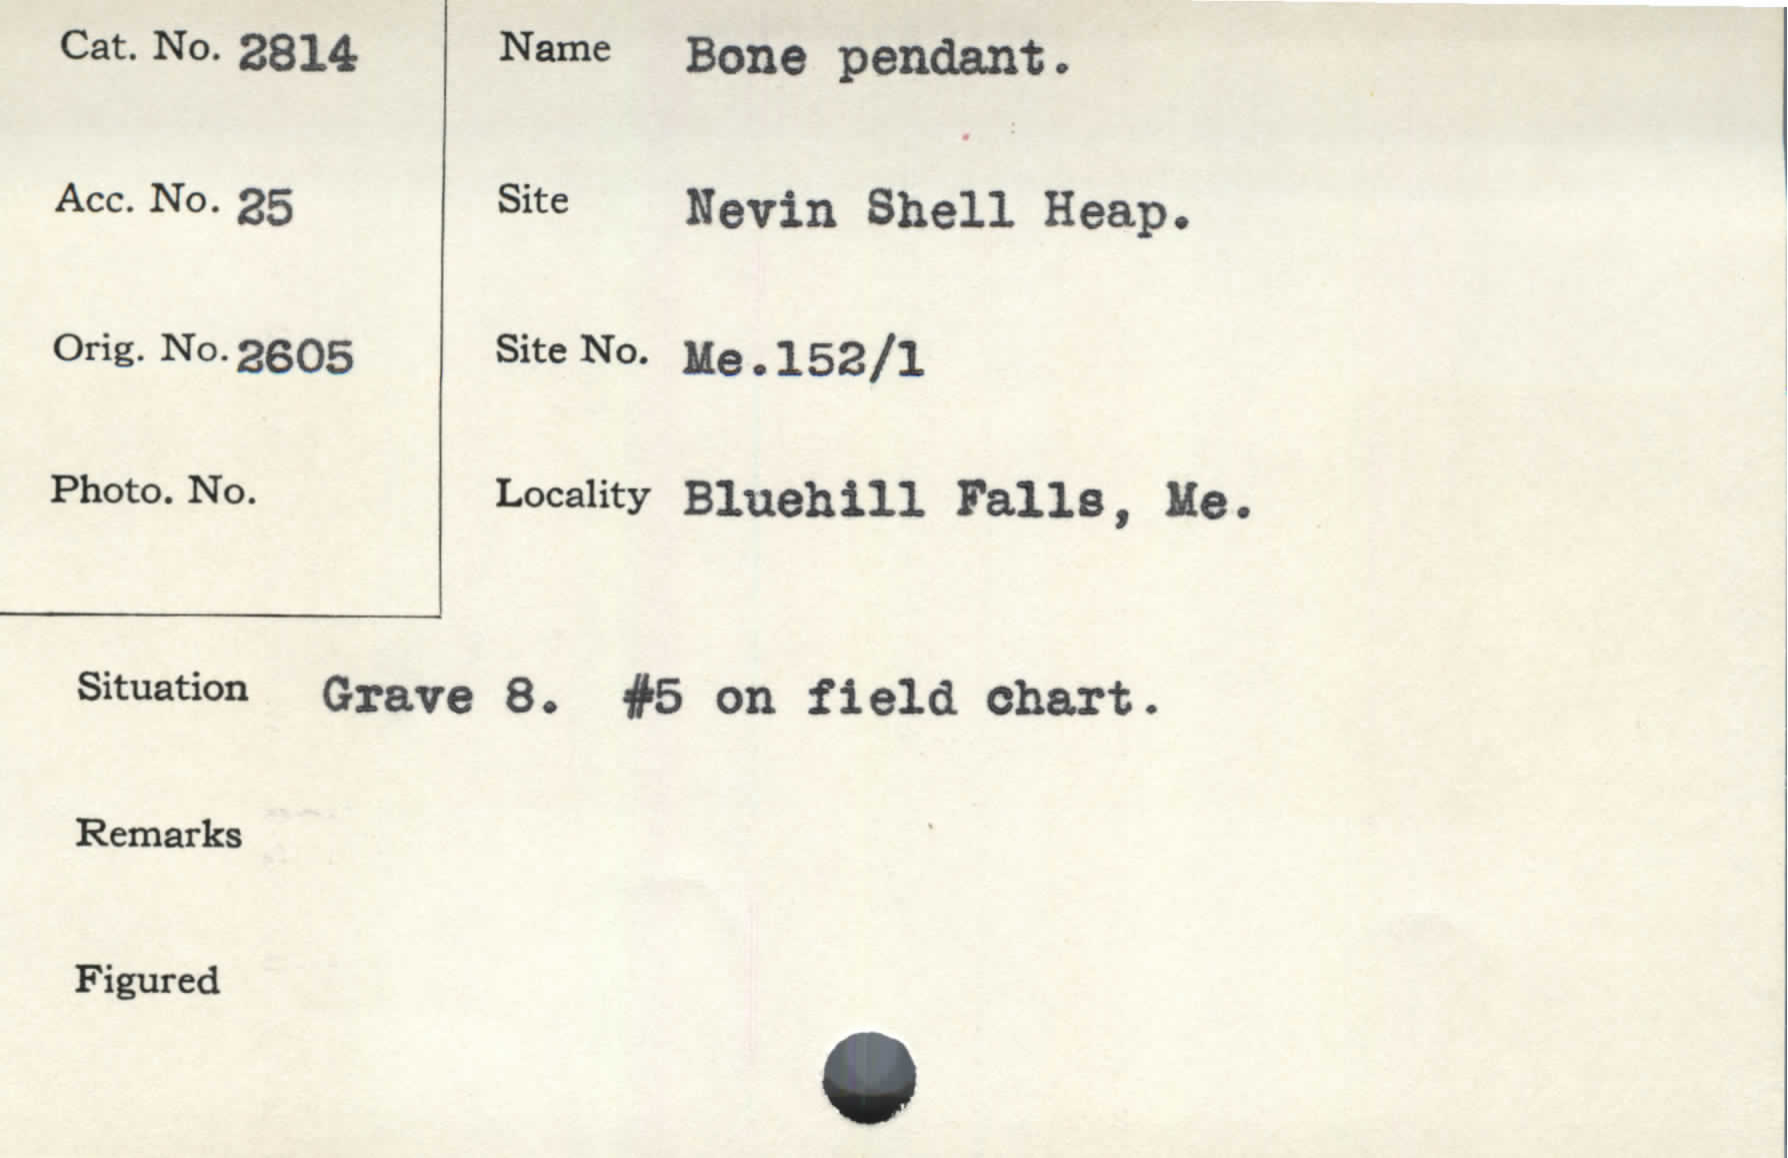 Cat. No. 2814
Acc. No. 25
Orig. No. 2605
Photo. No.
Name Bone pendant.
Site Nevin Shell Heap.
Site No. Me.152/1
Locality Bluehill Falls, Me.
Situation Grave 8. #5 on field chart.
Remarks
Figured